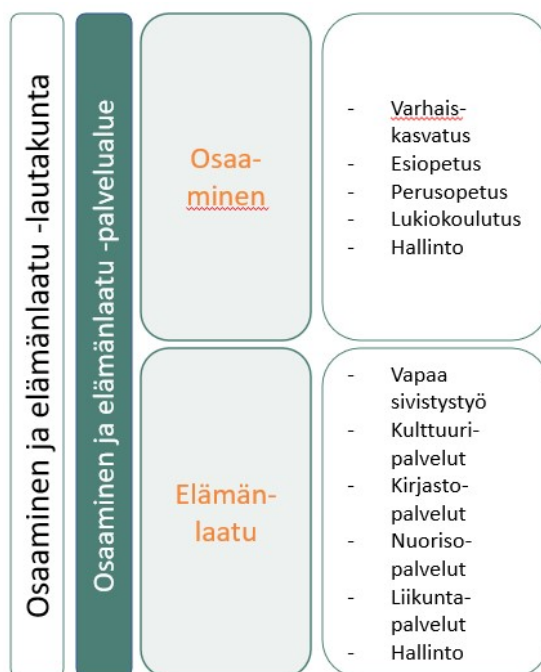 Osaaminen ja elämänlaatu -lautakunta
Osaaminen ja elämänlaatu -palvelualue
Osaa-
minen
- Varhais-
kasvatus
- Esiopetus
- Perusopetus
- Lukiokoulutus
- Hallinto
Elämän-
laatu
- Vapaa
sivistystyö
- Kulttuuri-
palvelut
- Kirjasto-
palvelut
- Nuoriso-
palvelut
- Liikunta-
palvelut
- Hallinto